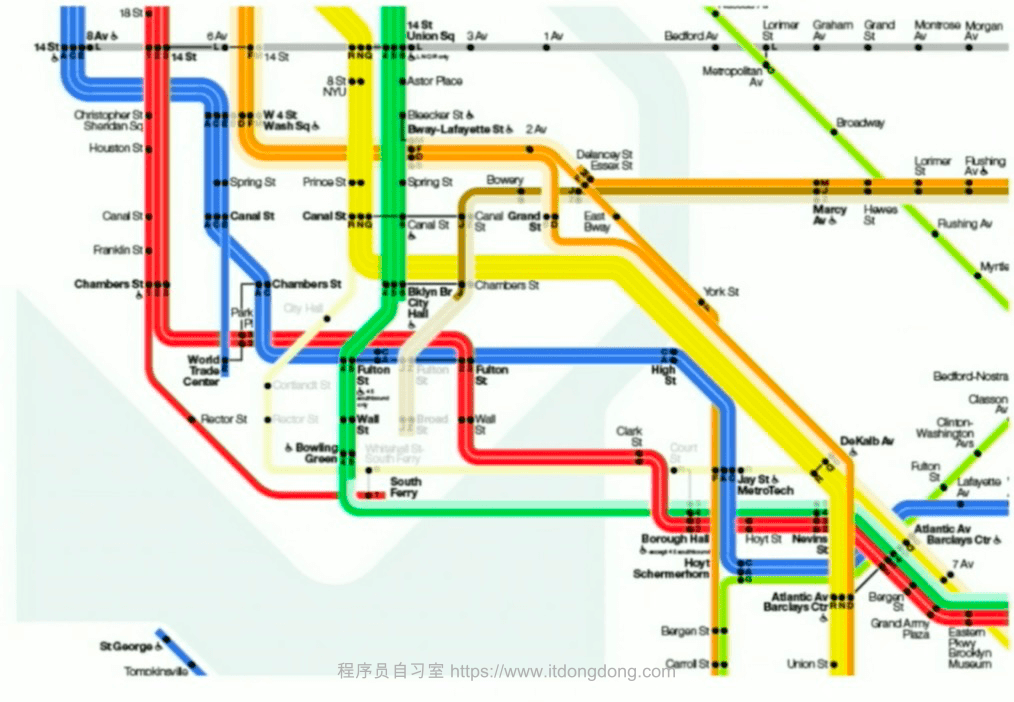 18 St
14 St
8 Av
L
6 Av
L
14 St
14 St
14 St
Union Sq
L
3 Av
1 Av
Bedford Av
Lorimer
St
L
Graham
Av
Grand
St
Montrose
Av
Morgan
Av
Metropolitan
Av
8 St
NYU
Astor Place
Christopher St
Sheridan Sq
W 4 St
Wash Sq
Bleecker St
Bway-Lafayette St
2 Av
Broadway
Houston St
Delancey St
Essex St
Spring St
Prince St
Spring St
Bowery
Lorimer
St
Flushing
Av
Canal St
Canal St
Canal St
Canal St
Canal
St
Grand
St
East
Bway
Marcy
Av
Hewes
St
Flushing Av
Franklin St
Myrtle
Chambers St
Chambers St
Bklyn Br
City
Hall
Chambers St
York St
City Hall
Park
Pl
World
Trade
Center
Fulton
St
Fulton
St
Fulton
St
High
St
Cortlandt St
Bedford-Nostra
Classon
Av
Rector St
Rector St
Wall
St
Broad
St
Wall
St
Clark
St
Clinton-
Washington
Avs
Bowling
Green
Whitehall St-
South Ferry
Court
St
DeKalb Av
Fulton
St
South
Ferry
Jay St
MetroTech
Lafayette
Av
Borough Hall
Hoyt St
Nevins
St
Atlantic Av
Barclays Ctr
Hoyt
Schermerhorn
7 Av
Atlantic Av
Barclays Ctr
R N D
Bergen
St
Grand Army
Plaza
Eastern
Pkwy
Brooklyn
Museum
Bergen St
St George
Tompkinsville
Carroll St
Union St
程序员自习室 https://www.itdongdong.com